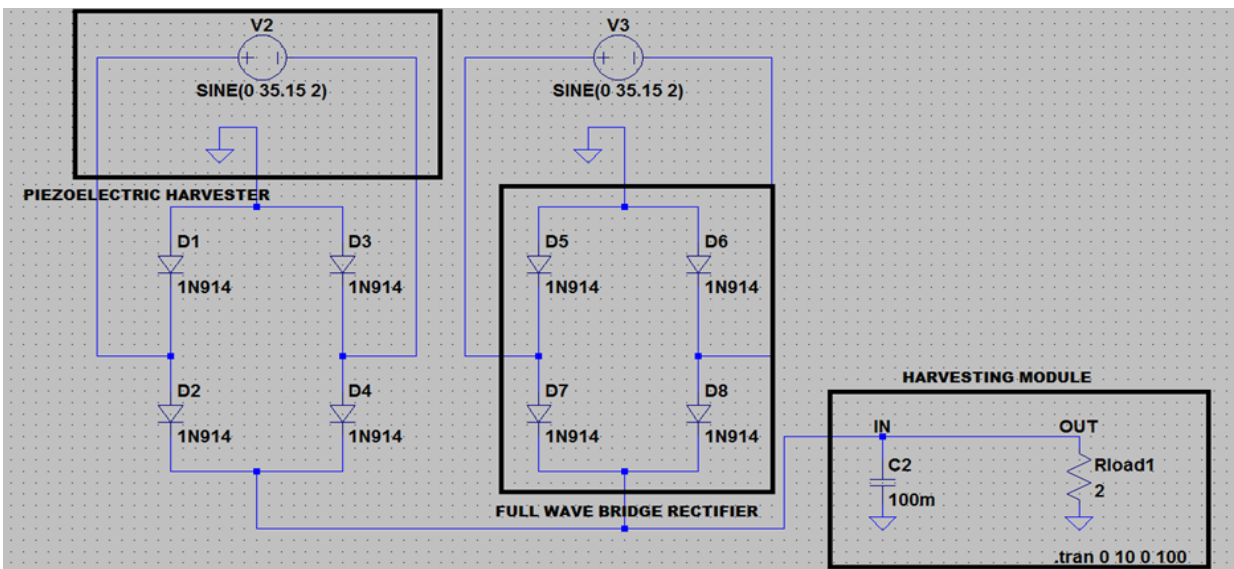 V2
SINE(0 35.15 2)
PIEZOELECTRIC HARVESTER
D1
1N914
D3
1N914
D2
1N914
D4
1N914
V3
SINE(0 35.15 2)
D5
1N914
D6
1N914
D7
1N914
D8
1N914
FULL WAVE BRIDGE RECTIFIER
HARVESTING MODULE
IN
OUT
C2
100m
Rload1
2
.tran 0 10 0 100